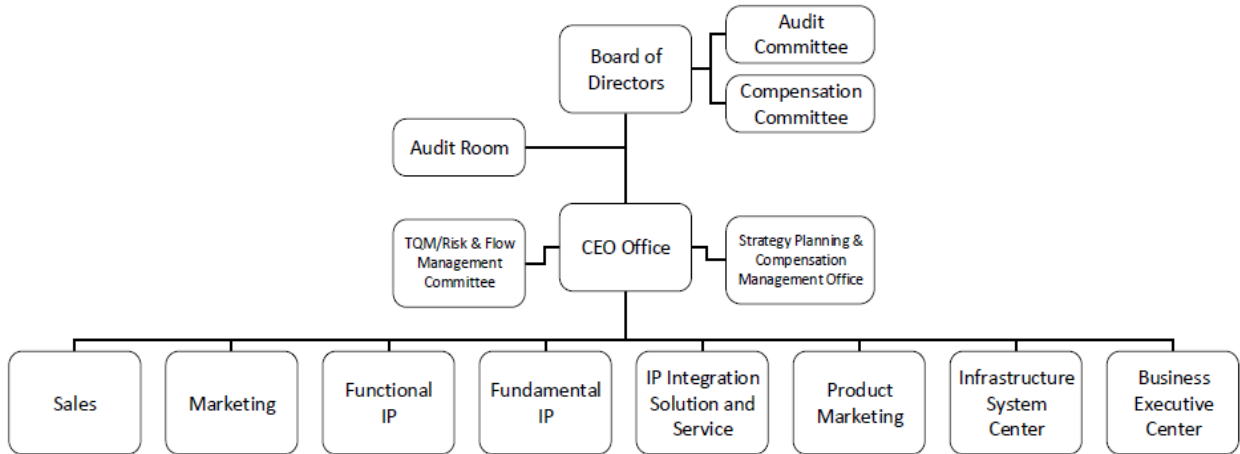 Audit
Committee
Board of
Directors
Compensation
Committee
Audit Room
TQM/Risk & Flow
Management
Committee
CEO Office
Strategy Planning &
Compensation
Management Office
Sales
Marketing
Functional
IP
Fundamental
IP
IP Integration
Solution and
Service
Product
Marketing
Infrastructure
System
Center
Business
Executive
Center